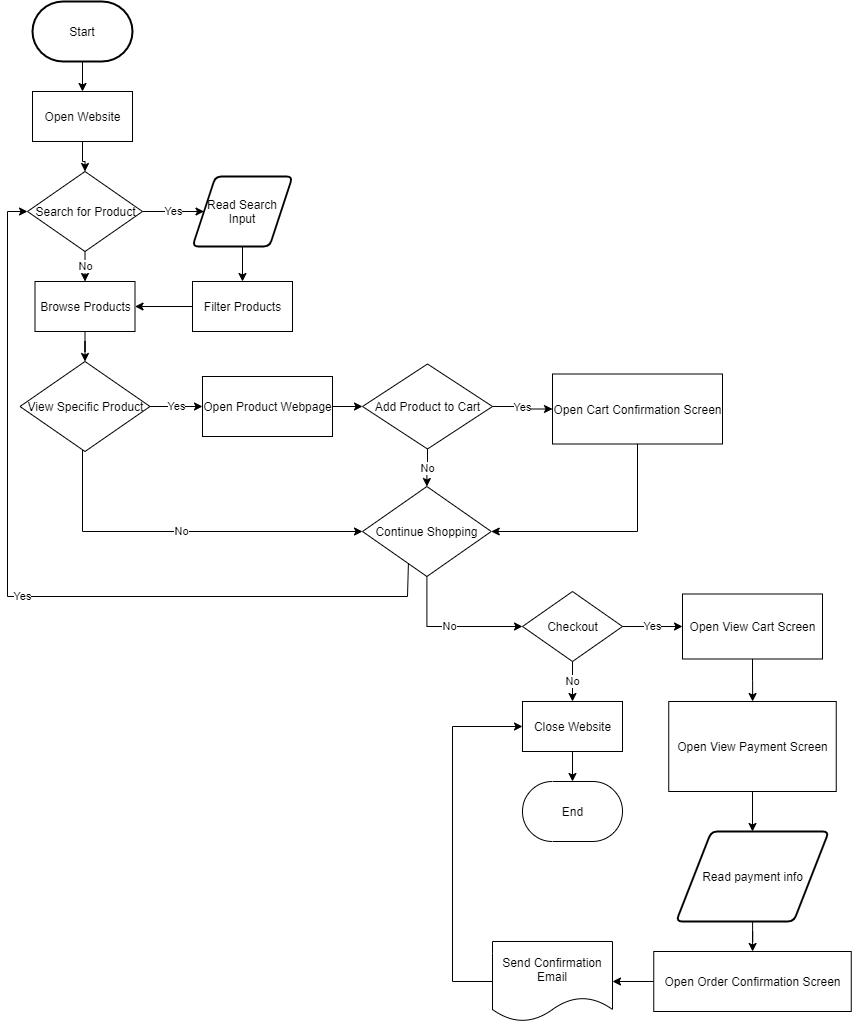 Start
Open Website
Search for Product
Yes
Read Search
Input
No
Browse Products
Filter Products
View Specific Product
Yes
Open Product Webpage
Add Product to Cart
Yes
Open Cart Confirmation Screen
No
No
Continue Shopping
Yes
No
Checkout
Yes
Open View Cart Screen
No
Close Website
Open View Payment Screen
End
Read payment info
Send Confirmation
Email
Open Order Confirmation Screen